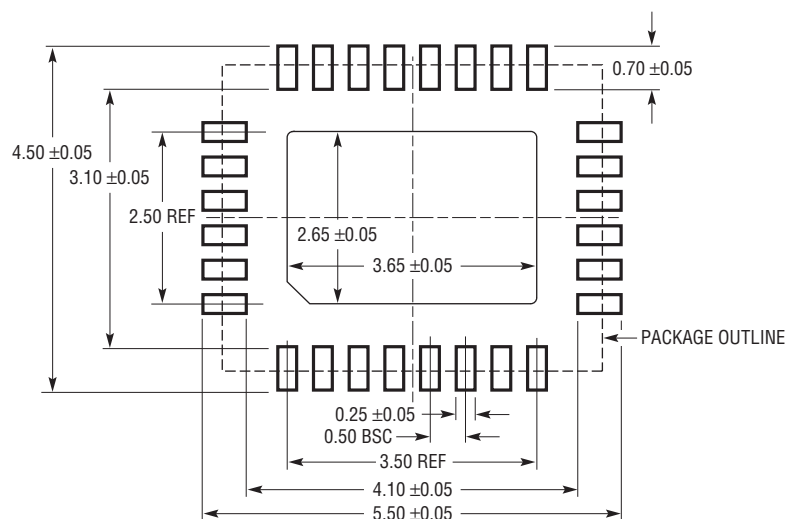 0.70 ±0.05
4.50 ±0.05
3.10 ±0.05
2.50 REF
2.65 ±0.05
3.65 ±0.05
PACKAGE OUTLINE
0.25 ±0.05
0.50 BSC
3.50 REF
4.10 ±0.05
5.50 ±0.05